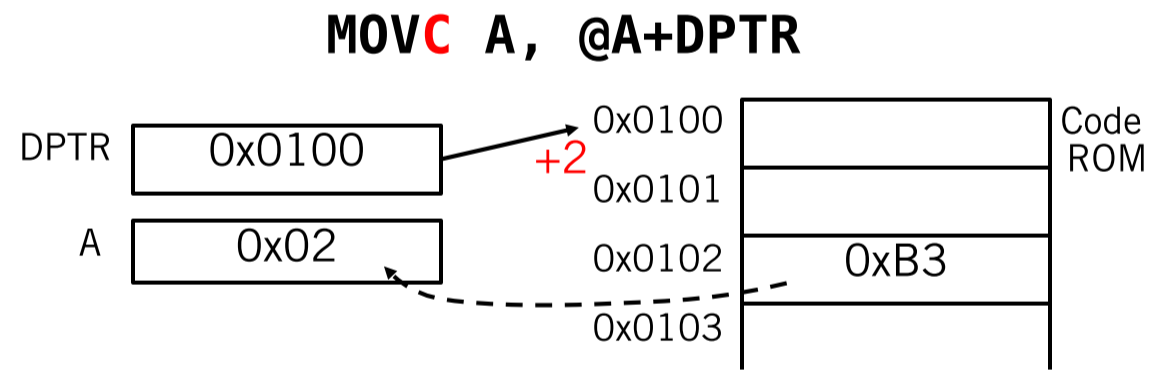 MOVC A, @A+DPTR
DPTR
0x0100
+2
0x0100
Code
ROM
0x0101
A
0x02
0x0102
0xB3
0x0103